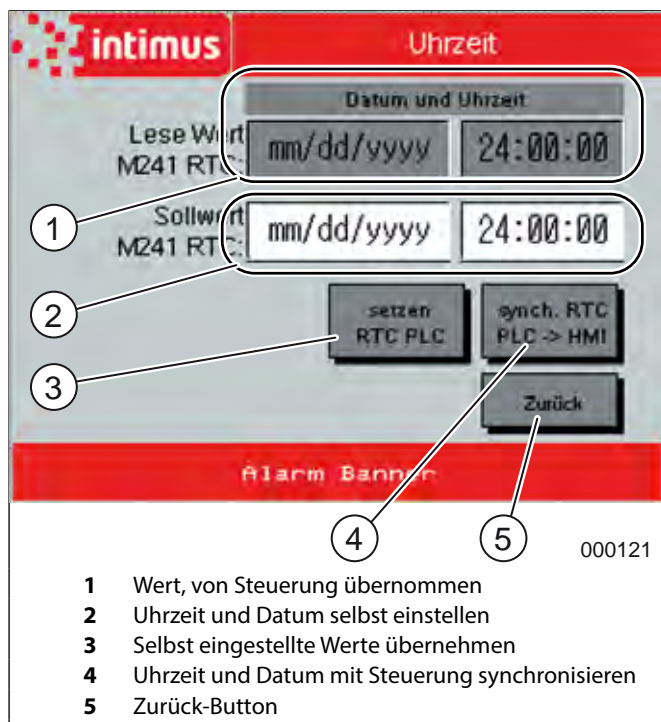 intimus Uhrzeit
Datum und Uhrzeit
Lese Wert
M241 RTC:
mm/dd/yyyy 24:00:00
1
Sollwert
M241 RTC:
mm/dd/yyyy 24:00:00
2
setzen
RTC PLC
synch. RTC
PLC -> HMI
3
Zurück
Alarm Banner
4 5
000121
1 Wert, von Steuerung übernommen
2 Uhrzeit und Datum selbst einstellen
3 Selbst eingestellte Werte übernehmen
4 Uhrzeit und Datum mit Steuerung synchronisieren
5 Zurück-Button